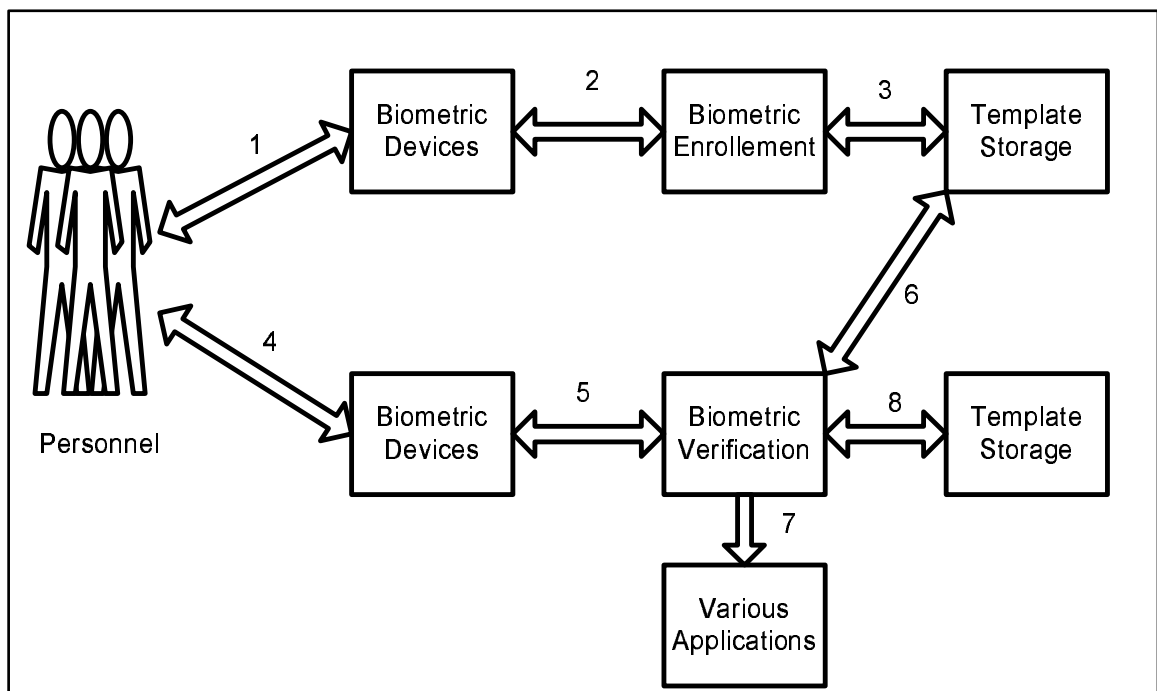 2
3
Biometric
Devices
Biometric
Enrollement
Template
Storage
1
6
4
5
8
Personnel
Biometric
Devices
Biometric
Verification
Template
Storage
7
Various
Applications